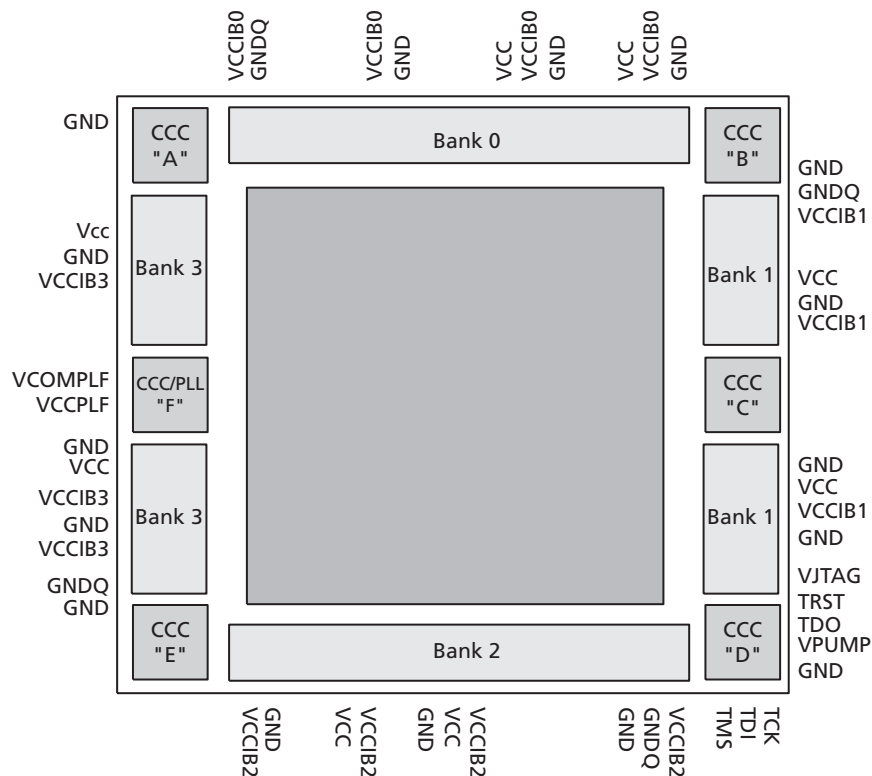 VCCIB0
GNDQ
VCCIB0
GND
VCC
VCCIB0
GND
VCC
VCCIB0
GND
GND
CCC
"A"
Bank 0
CCC
"B"
GND
GNDQ
VCCIB1
Vcc
GND
VCCIB3
Bank 3
Bank 1
VCC
GND
VCCIB1
VCOMPLF
VCCPLF
CCC/PLL
"F"
CCC
"C"
GND
VCC
VCCIB3
GND
VCCIB3
Bank 3
Bank 1
GND
VCC
VCCIB1
GND
GNDQ
GND
VJTAG
TRST
TDO
VPUMP
GND
CCC
"E"
Bank 2
CCC
"D"
VCCIB2
GND
VCC
VCCIB2
GND
VCC
VCCIB2
GND
GNDQ
VCCIB2
TMS
TDI
TCK